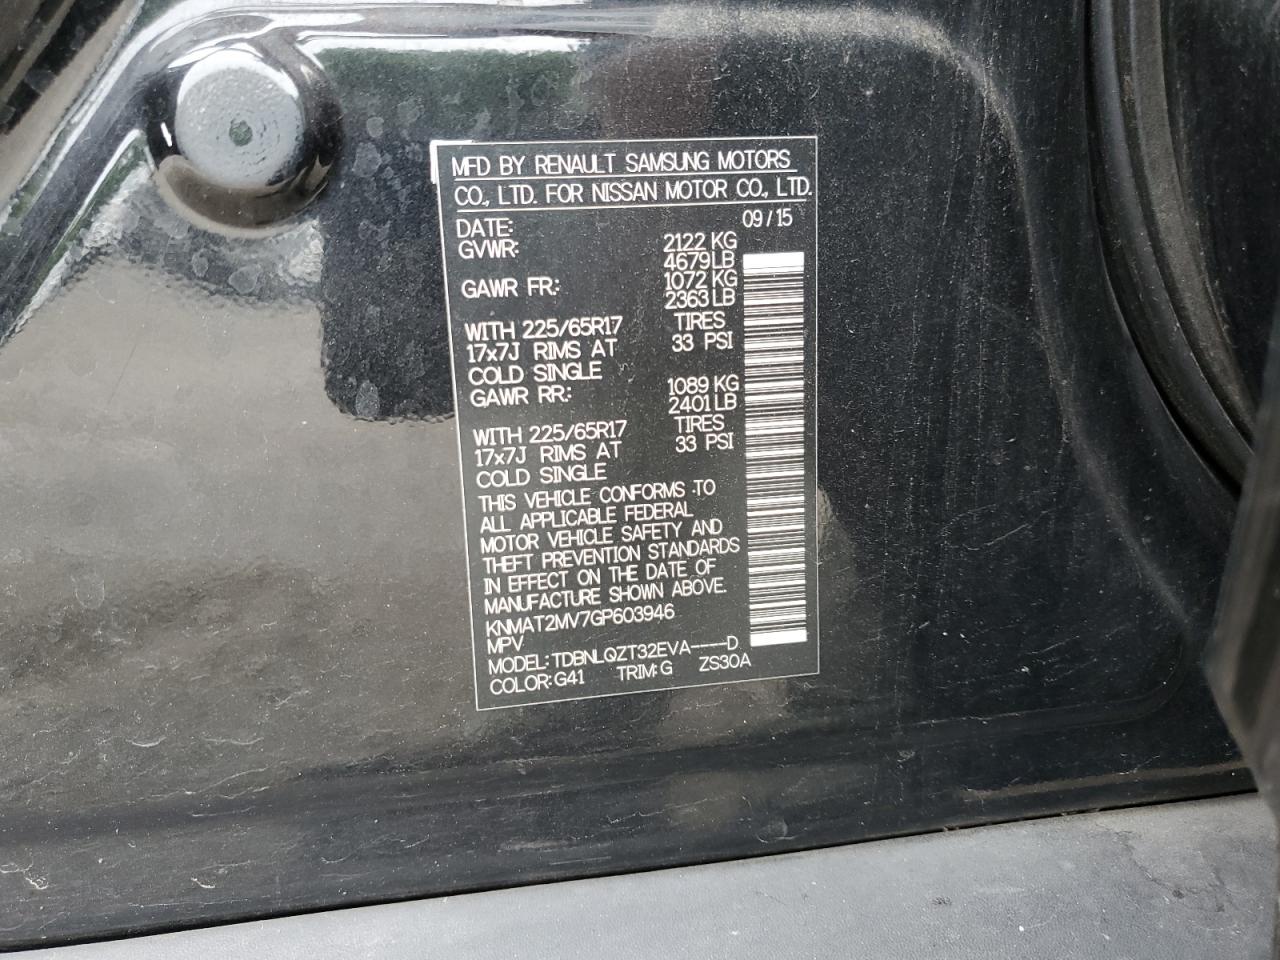 MFD BY RENAULT SAMSUNG MOTORS
CO., LTD. FOR NISSAN MOTOR CO., LTD.
DATE: 09/15
GVWR: 2122 KG
4679 LB
GAWR FR: 1072 KG
2363 LB
WITH 225/65R17 TIRES
17x7J RIMS AT 33 PSI
COLD SINGLE
GAWR RR: 1089 KG
2401 LB
WITH 225/65R17 TIRES
17x7J RIMS AT 33 PSI
COLD SINGLE
THIS VEHICLE CONFORMS TO
ALL APPLICABLE FEDERAL
MOTOR VEHICLE SAFETY AND
THEFT PREVENTION STANDARDS
IN EFFECT ON THE DATE OF
MANUFACTURE SHOWN ABOVE.
KNMAT2MV7GP603946
MPV
MODEL: TDBNLQZT32EVA----D
COLOR: G41 TRIM: G ZS30A